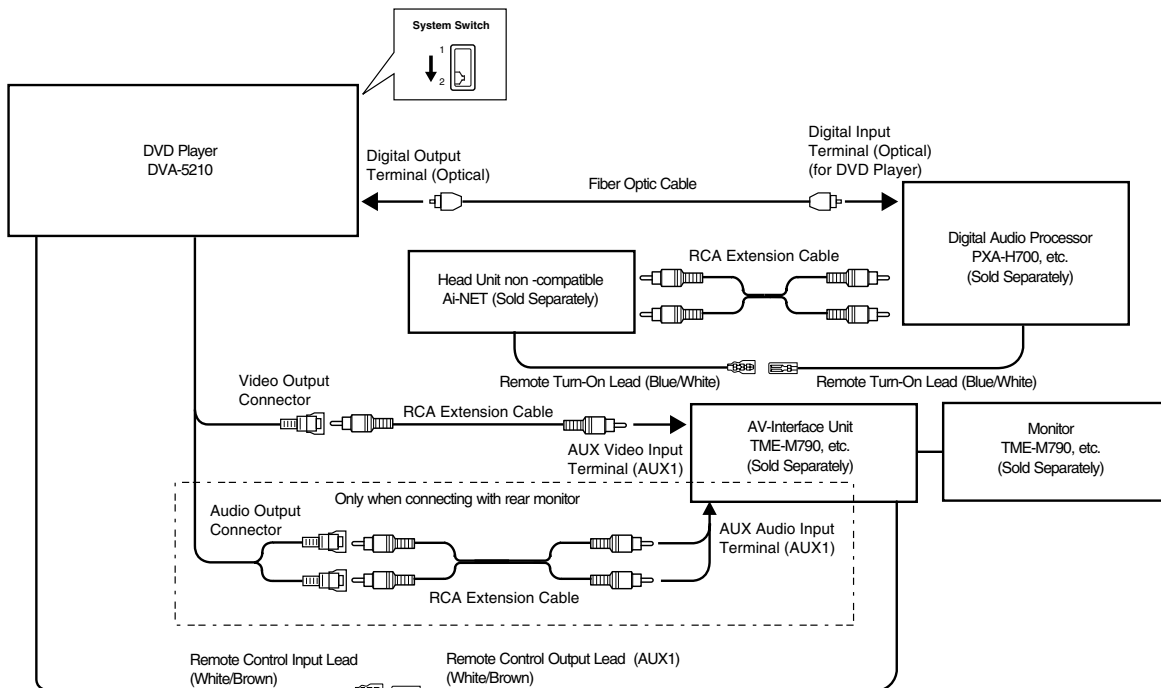 System Switch
1
2
DVD Player
DVA-5210
Digital Output
Terminal (Optical)
Fiber Optic Cable
Digital Input
Terminal (Optical)
(for DVD Player)
Digital Audio Processor
PXA-H700, etc.
(Sold Separately)
RCA Extension Cable
Head Unit non -compatible
Ai-NET (Sold Separately)
Remote Turn-On Lead (Blue/White)
Remote Turn-On Lead (Blue/White)
Video Output
Connector
RCA Extension Cable
AUX Video Input
Terminal (AUX1)
AV-Interface Unit
TME-M790, etc.
(Sold Separately)
Monitor
TME-M790, etc.
(Sold Separately)
Only when connecting with rear monitor
Audio Output
Connector
AUX Audio Input
Terminal (AUX1)
RCA Extension Cable
Remote Control Input Lead
(White/Brown)
Remote Control Output Lead (AUX1)
(White/Brown)